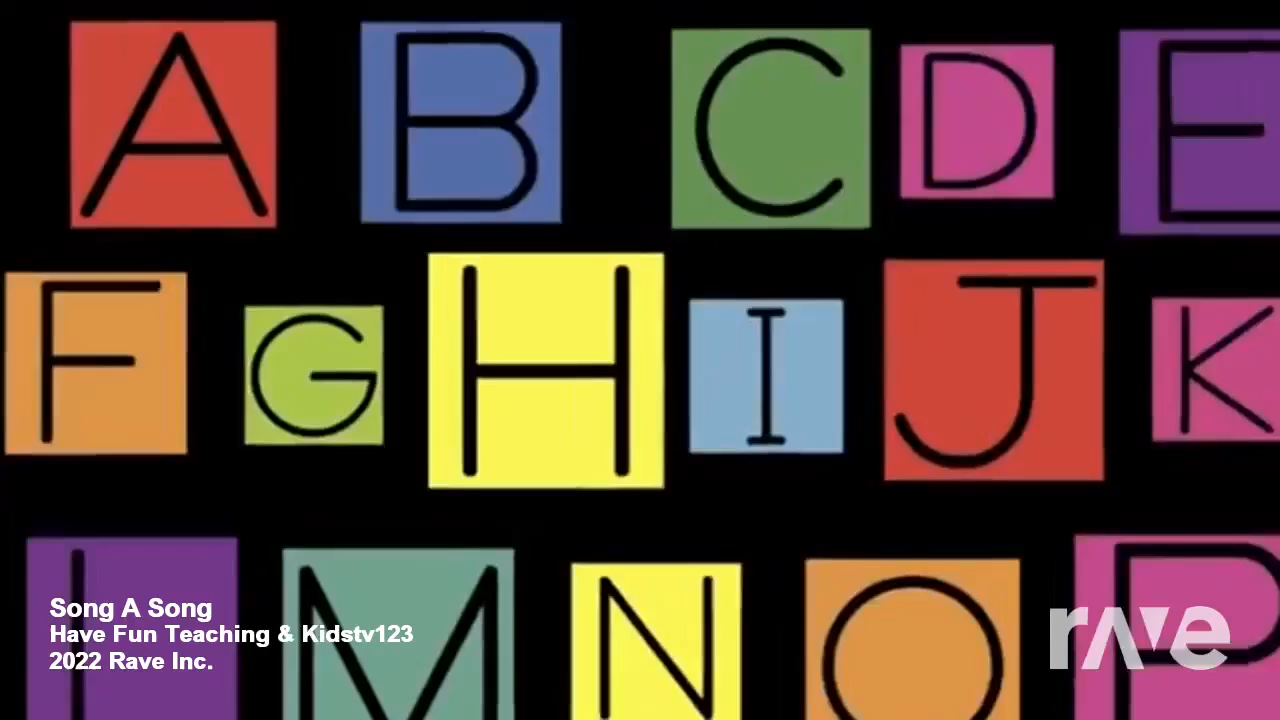 A B C D E
F G H I J K
L M N O P
Song A Song
Have Fun Teaching & Kidstv123
2022 Rave Inc.
rave